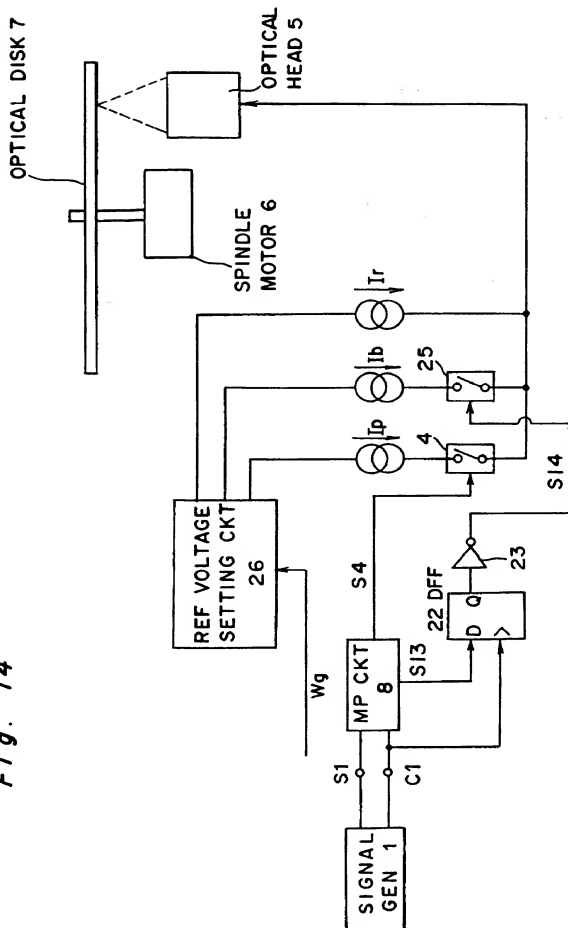 Fig. 14
OPTICAL DISK 7
OPTICAL
HEAD 5
SPINDLE
MOTOR 6
REF VOLTAGE
SETTING CKT
26
Ip
Ib
Ir
4
25
Wg
S4
S14
SIGNAL
GEN 1
S1
C1
MP CKT
8
S13
22 DFF
D
Q
23